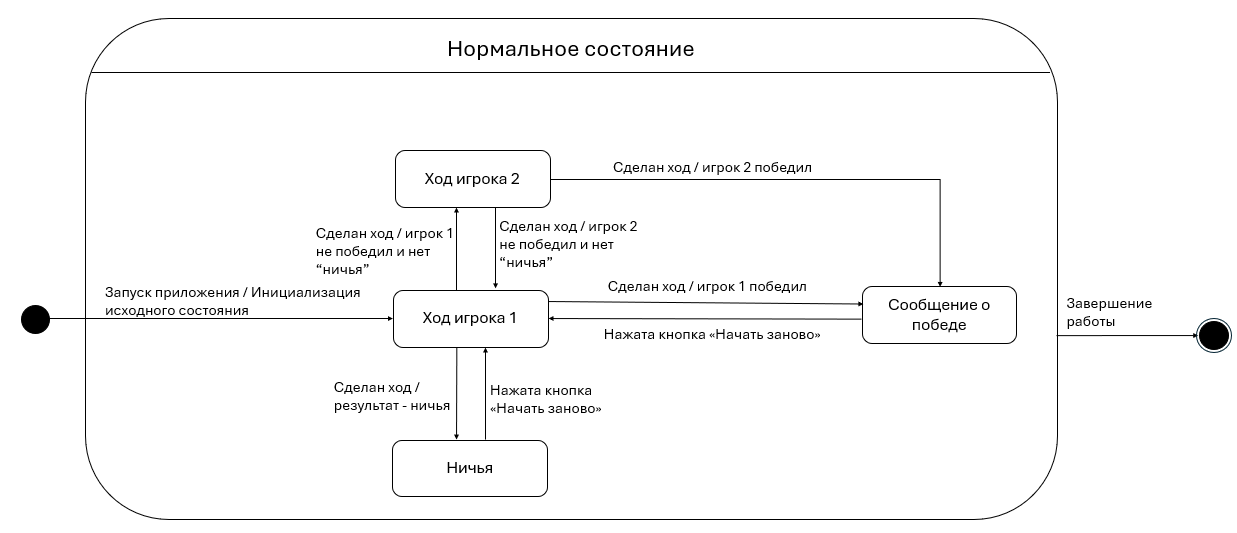 Нормальное состояние
Ход игрока 2
Сделан ход / игрок 2 победил
Сделан ход / игрок 1
не победил и нет
“ничья”
Сделан ход / игрок 2
не победил и нет
“ничья”
Запуск приложения / Инициализация
исходного состояния
Ход игрока 1
Сделан ход / игрок 1 победил
Нажата кнопка «Начать заново»
Сообщение о
победе
Завершение
работы
Сделан ход /
результат - ничья
Нажата кнопка
«Начать заново»
Ничья